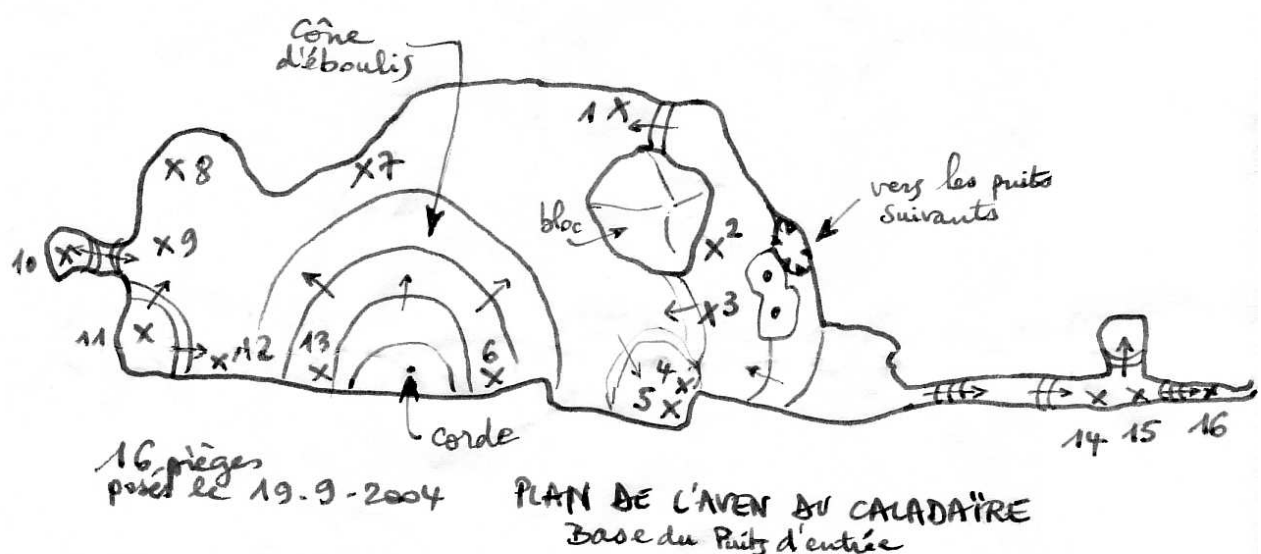 Cône
d'éboulis
1
7
8
vers les puits
suivants
bloc
2
9
10
3
11
12
13
6
4
5
14 15 16
corde
16 pièges
posés le 19-9-2004
PLAN DE L'AVEN DU CALADAÏRE
Base du Puits d'entrée